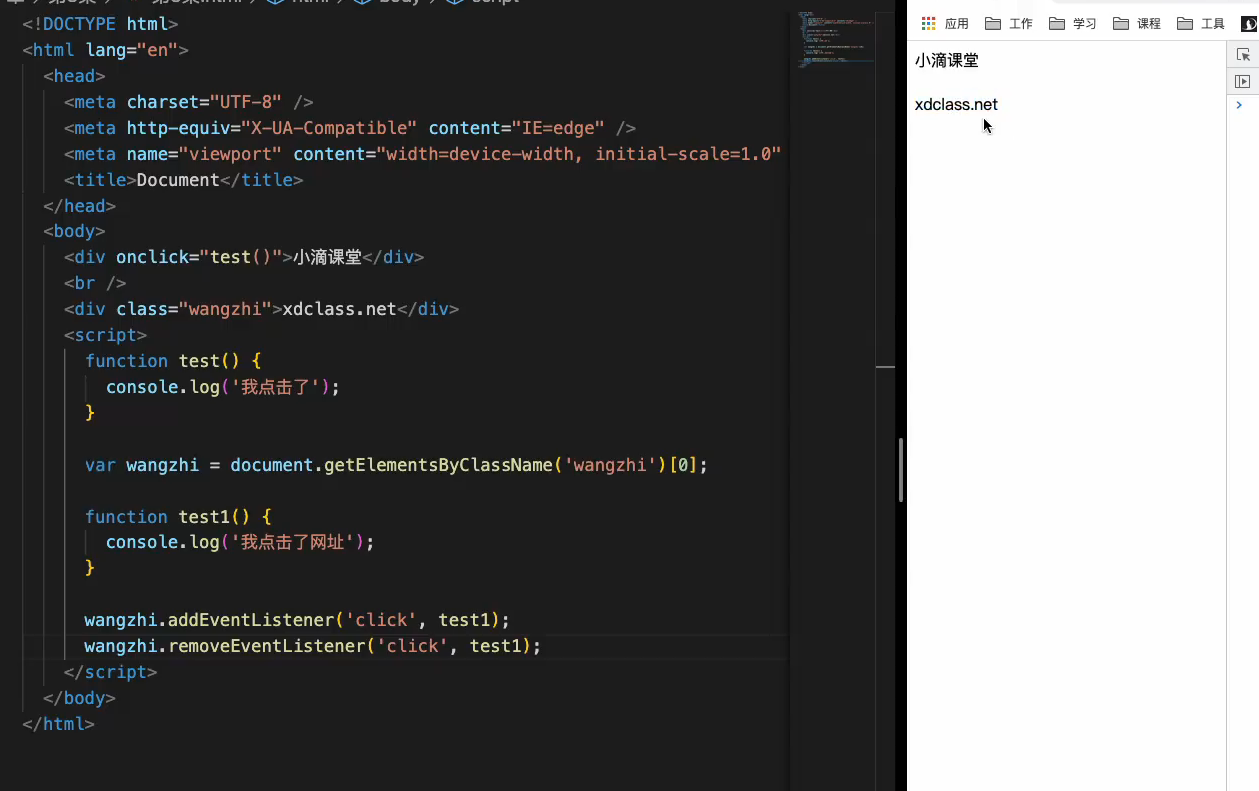 <!DOCTYPE html>
<html lang="en">
<head>
<meta charset="UTF-8" />
<meta http-equiv="X-UA-Compatible" content="IE=edge" />
<meta name="viewport" content="width=device-width, initial-scale=1.0"
<title>Document</title>
</head>
<body>
<div onclick="test()">小滴课堂</div>
<br />
<div class="wangzhi">xdclass.net</div>
<script>
function test() {
console.log('我点击了');
}
var wangzhi = document.getElementsByClassName('wangzhi')[0];
function test1() {
console.log('我点击了网址');
}
wangzhi.addEventListener('click', test1);
wangzhi.removeEventListener('click', test1);
</script>
</body>
</html>
应用 工作 学习 课程 工具
小滴课堂
xdclass.net